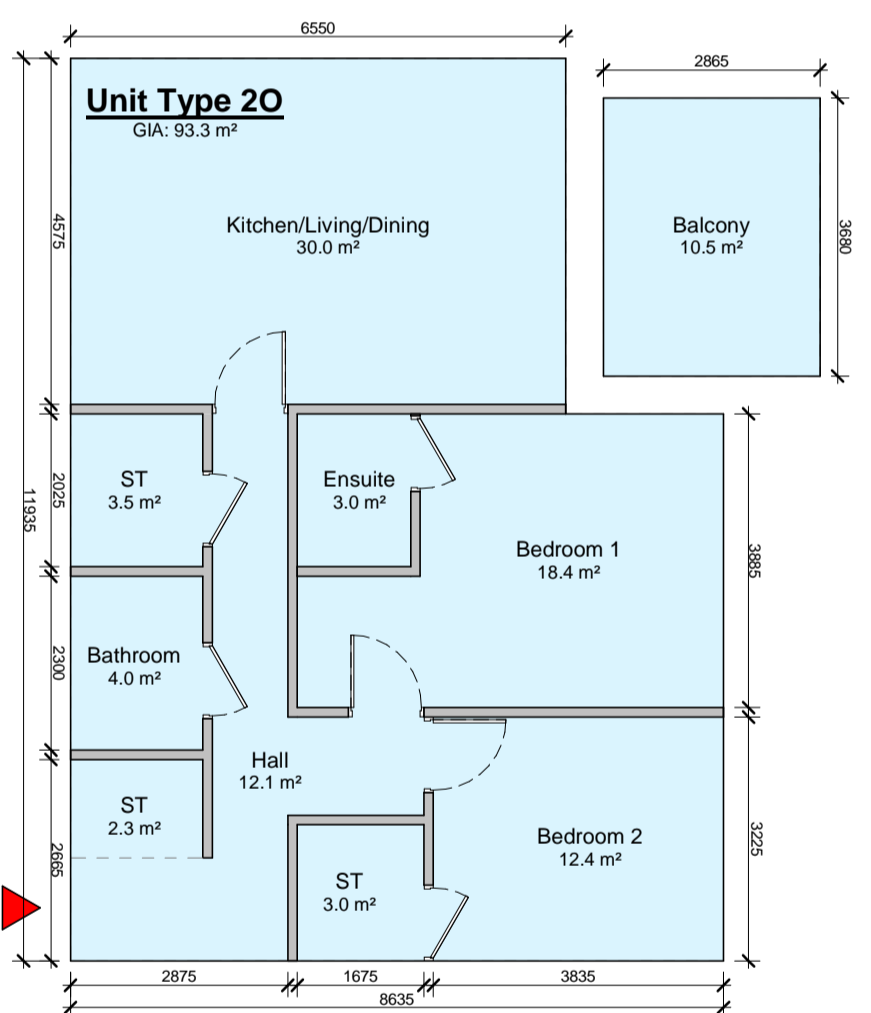 6550
2865
Unit Type 2O
GIA: 93.3 m²
Kitchen/Living/Dining
30.0 m²
4575
Balcony
10.5 m²
3680
ST
3.5 m²
2025
11935
Ensuite
3.0 m²
Bedroom 1
18.4 m²
3885
Bathroom
4.0 m²
2300
Hall
12.1 m²
ST
2.3 m²
2665
ST
3.0 m²
Bedroom 2
12.4 m²
3225
2875
1675
3835
8635